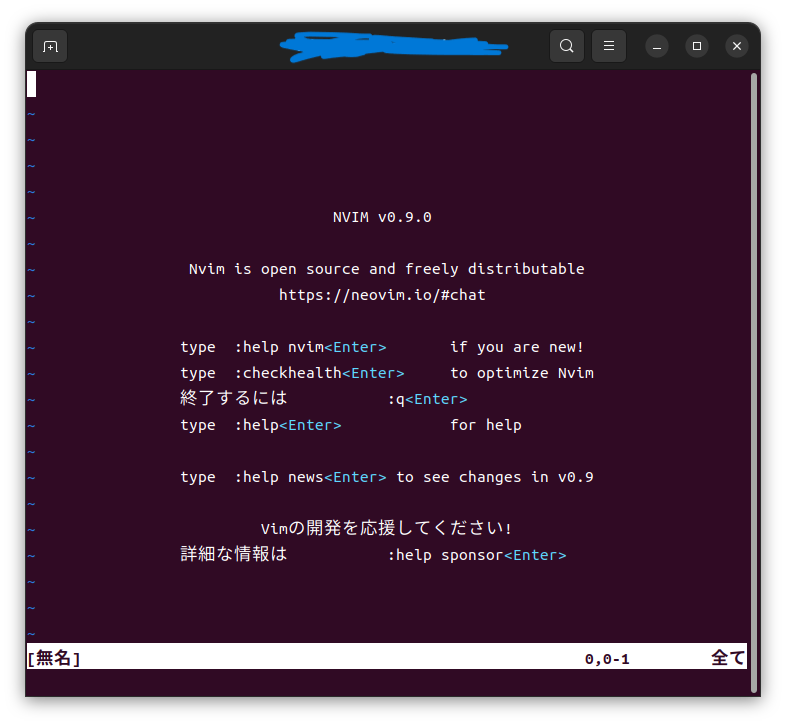 ~
~
~
~
~ NVIM v0.9.0
~
~ Nvim is open source and freely distributable
~ https://neovim.io/#chat
~
~ type :help nvim<Enter> if you are new!
~ type :checkhealth<Enter> to optimize Nvim
~ 終了するには :q<Enter>
~ type :help<Enter> for help
~
~ type :help news<Enter> to see changes in v0.9
~
~ Vimの開発を応援してください!
~ 詳細な情報は :help sponsor<Enter>
~
~
~
[無名] 0,0-1 全て